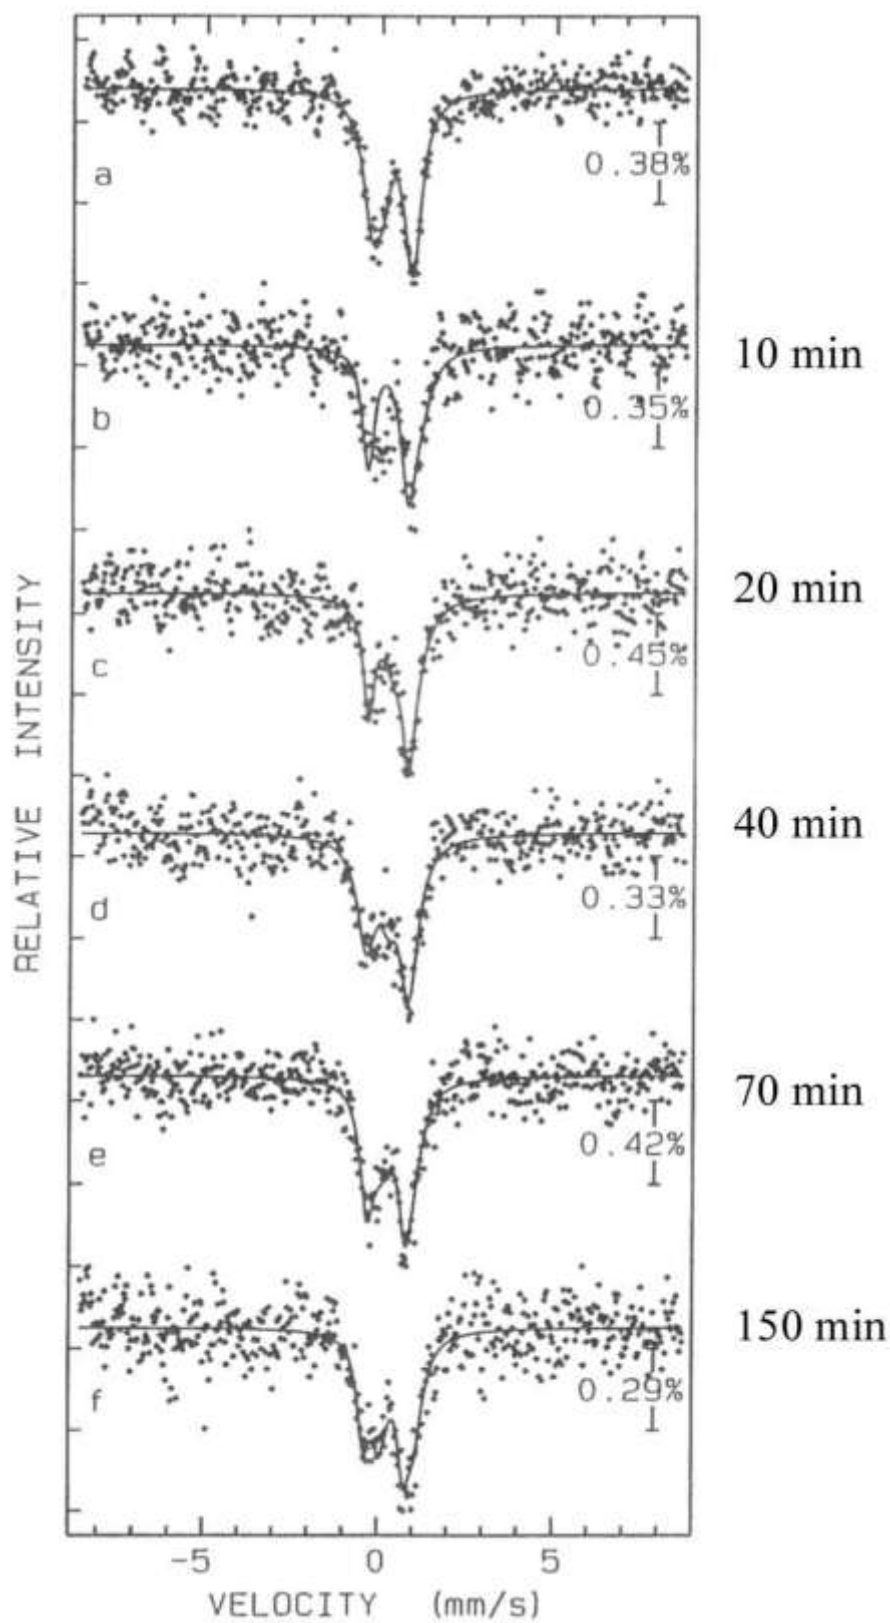 a
0.38%
10 min
b
0.35%
20 min
c
0.45%
40 min
d
0.33%
70 min
e
0.42%
150 min
f
0.29%
RELATIVE INTENSITY
-5 0 5
VELOCITY (mm/s)